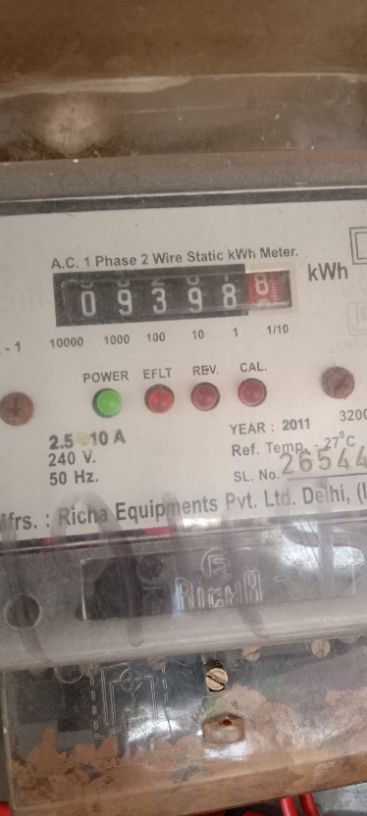 A.C. 1 Phase 2 Wire Static kWh Meter.
0 9 3 9 8 8 kWh
- 1 10000 1000 100 10 1 1/10
POWER EFLT REV. CAL.
2.5 10 A YEAR : 2011 3200
240 V. Ref. Temp. - 27°C
50 Hz. SL. No. 26544
Mfrs. : Richa Equipments Pvt. Ltd. Delhi, (I
RICHA